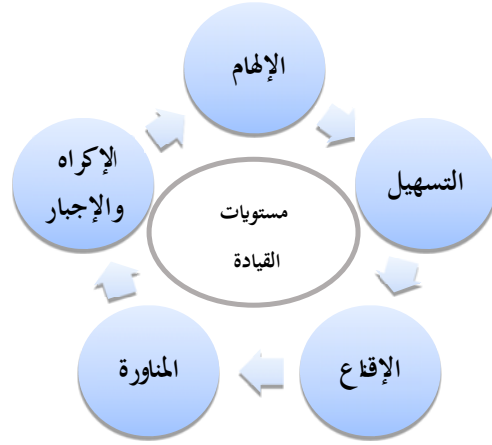 الإلهام
التسهيل
الإقناع
المناورة
الإكراه
والإجبار
مستويات
القيادة